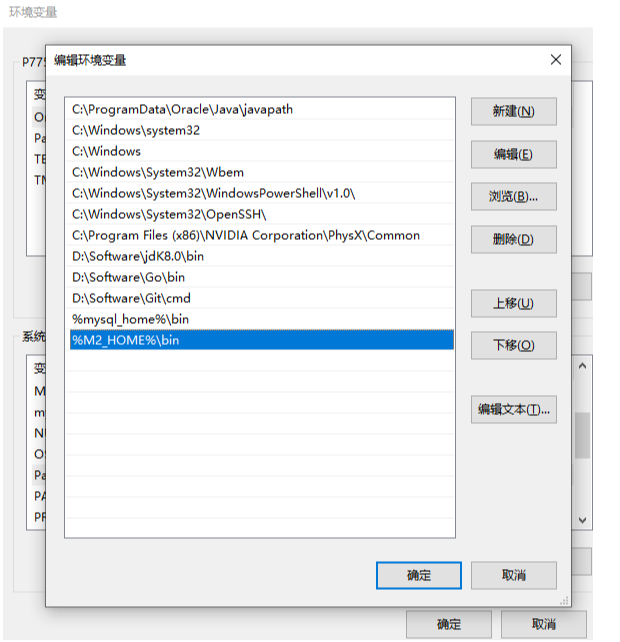 环境变量
P775
编辑环境变量
C:\ProgramData\Oracle\Java\javapath
C:\Windows\system32
C:\Windows
C:\Windows\System32\Wbem
C:\Windows\System32\WindowsPowerShell\v1.0\
C:\Windows\System32\OpenSSH\
C:\Program Files (x86)\NVIDIA Corporation\PhysX\Common
D:\Software\jdK8.0\bin
D:\Software\Go\bin
D:\Software\Git\cmd
%mysql_home%\bin
%M2_HOME%\bin
新建(N)
编辑(E)
浏览(B)...
删除(D)
上移(U)
下移(O)
编辑文本(T)...
变
Pa
TE
系统
变
M
m
OS
Pa
PA
PR
确定
取消
确定
取消